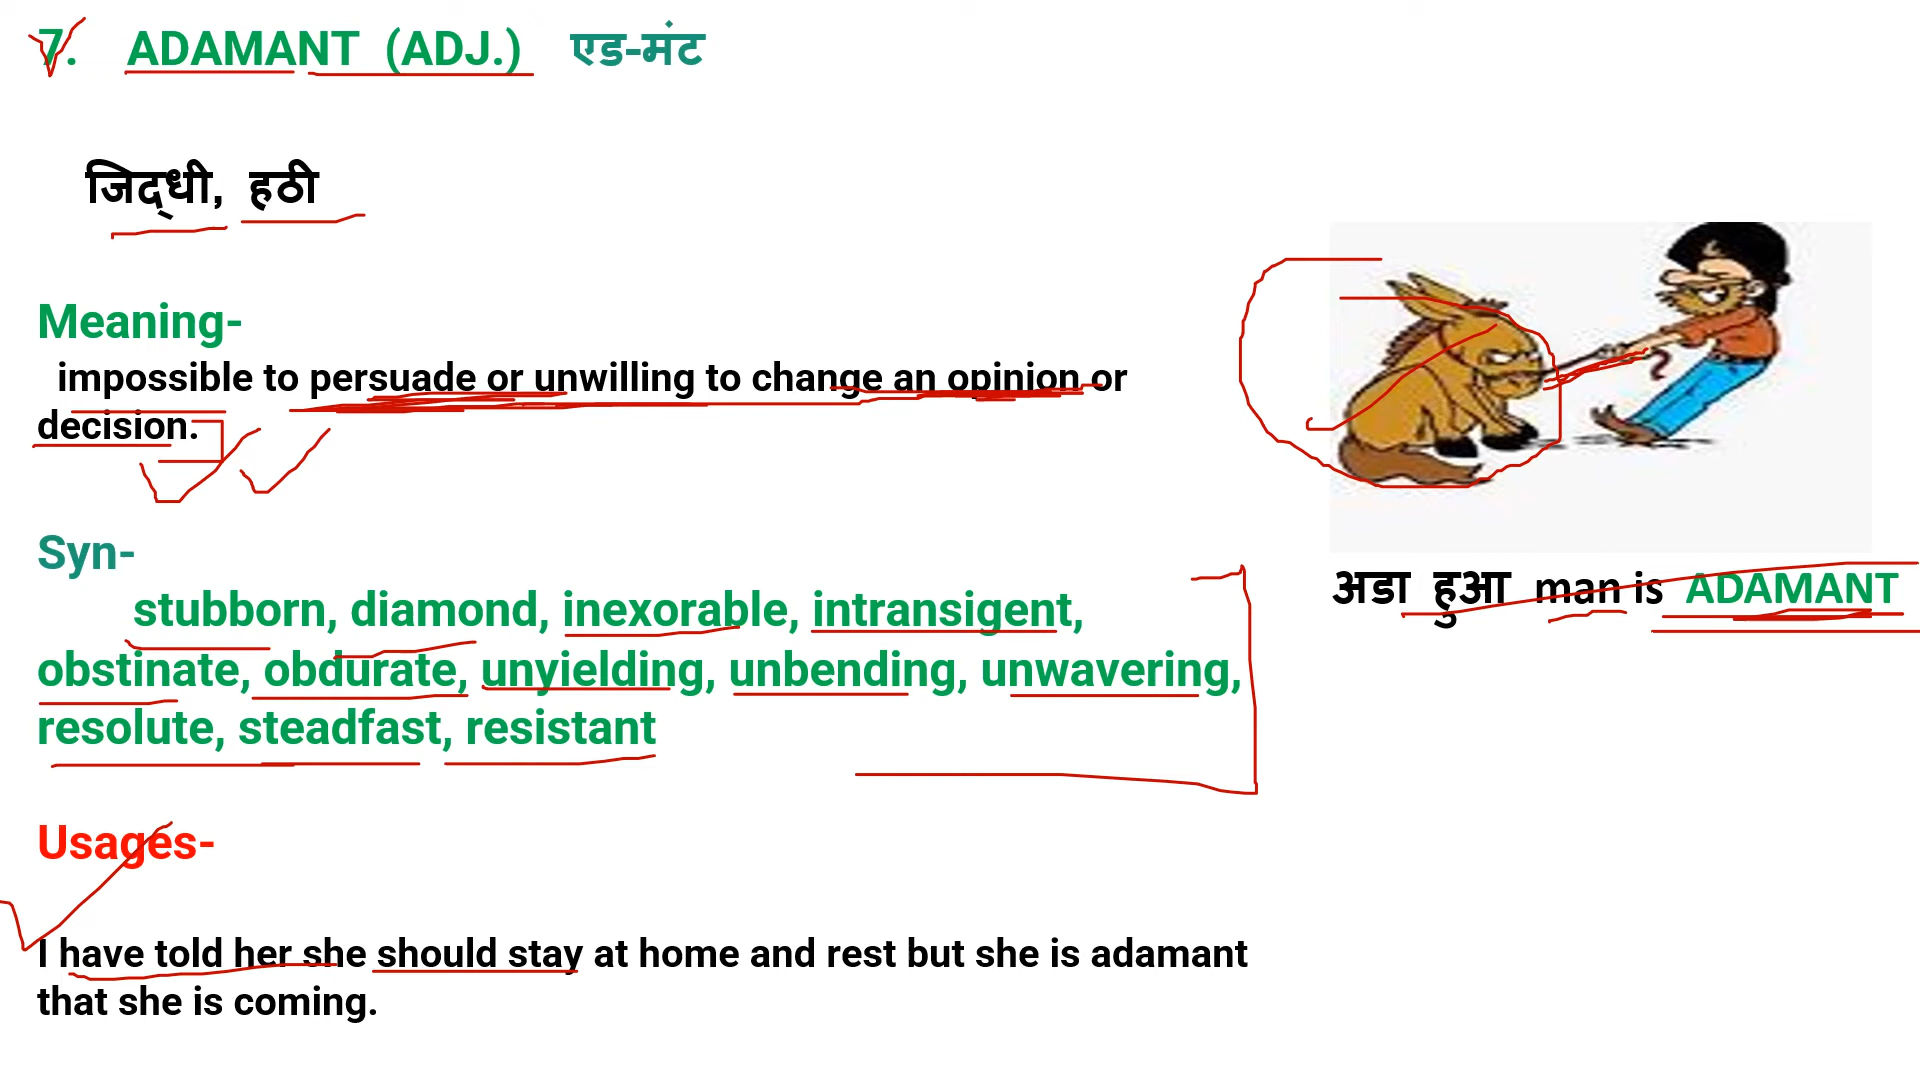 7. ADAMANT (ADJ.) एड-मंट
जिद्धी, हठी
Meaning-
impossible to persuade or unwilling to change an opinion or
decision.
Syn-
stubborn, diamond, inexorable, intransigent,
obstinate, obdurate, unyielding, unbending, unwavering,
resolute, steadfast, resistant
अडा हुआ man is ADAMANT
Usages-
I have told her she should stay at home and rest but she is adamant
that she is coming.